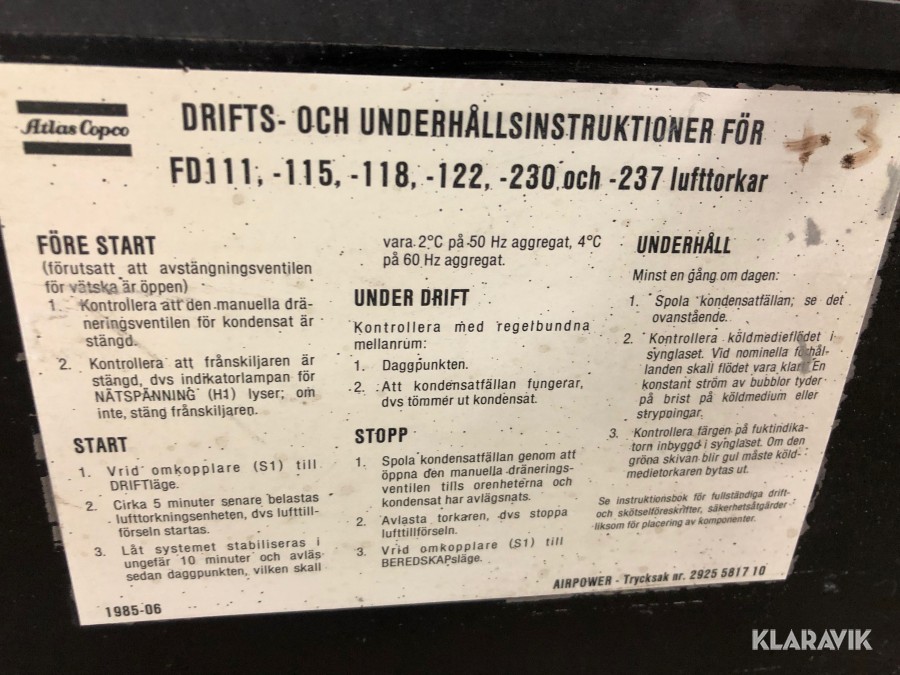 Atlas Copco
DRIFTS- OCH UNDERHÅLLSINSTRUKTIONER FÖR
FD111, -115, -118, -122, -230 och -237 lufttorkar
+3
FÖRE START
(förutsatt att avstängningsventilen
för vätska är öppen)
1. Kontrollera att den manuella drä-
neringsventilen för kondensat är
stängd.
2. Kontrollera att frånskiljaren är
stängd, dvs indikatorlampan för
NÄTSPÄNNING (H1) lyser; om
inte, stäng frånskiljaren.
START
1. Vrid omkopplare (S1) till
DRIFTläge.
2. Cirka 5 minuter senare belastas
lufttorkningsenheten, dvs lufttill-
förseln startas.
3. Låt systemet stabiliseras i
ungefär 10 minuter och avläs
sedan daggpunkten, vilken skall
1985-06
vara 2°C på 50 Hz aggregat, 4°C
på 60 Hz aggregat.
UNDER DRIFT
Kontrollera med regelbundna
mellanrum:
1. Daggpunkten.
2. Att kondensatfällan fungerar,
dvs tömmer ut kondensat.
STOPP
1. Spola kondensatfällan genom att
öppna den manuella dränerings-
ventilen tills orenheterna och
kondensat har avlägsnats.
2. Avlasta torkaren, dvs stoppa
lufttillförseln.
3. Vrid omkopplare (S1) till
BEREDSKAPsläge.
UNDERHÅLL
Minst en gång om dagen:
1. Spola kondensatfällan; se det
ovanstående.
2. Kontrollera köldmedieflödet i
synglaset. Vid nominella förhål-
landen skall flödet vara klart. En
konstant ström av bubblor tyder
på brist på köldmedium eller
strypningar.
3. Kontrollera färgen på fuktindika-
torn inbyggd i synglaset. Om den
gröna skivan blir gul måste köld-
medietorkaren bytas ut.
Se instruktionsbok för fullständiga drift-
och skötselföreskrifter, säkerhetsåtgärder
liksom för placering av komponenter.
AIRPOWER - Trycksak nr. 2925 5817 10
KLARAVIK